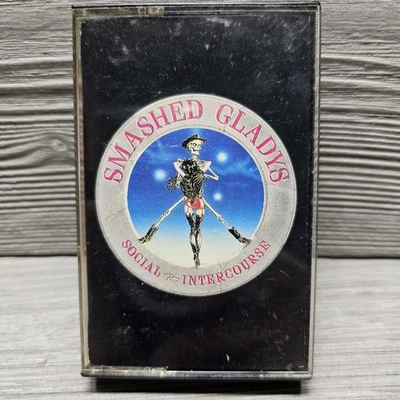 SMASHED GLADYS
SOCIAL INTERCOURSE